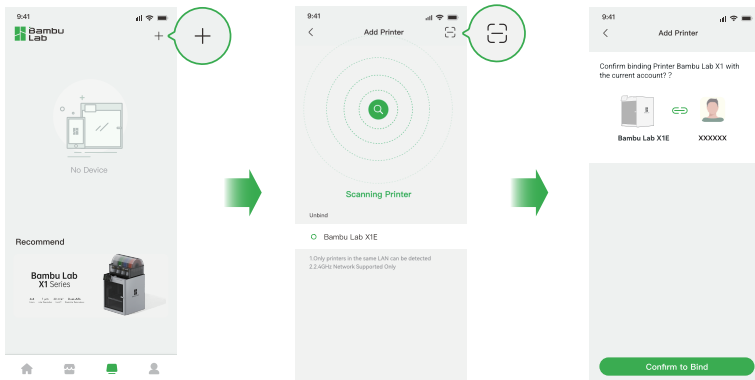 9:41
Bambu
Lab
No Device
Recommend
Bambu Lab
X1 Series
9:41
Add Printer
Scanning Printer
Unbind
Bambu Lab X1E
1.Only printers in the same LAN can be detected
2.2.4GHz Network Supported Only
9:41
Add Printer
Confirm binding Printer Bambu Lab X1 with
the current account? ?
Bambu Lab X1E
XXXXXX
Confirm to Bind